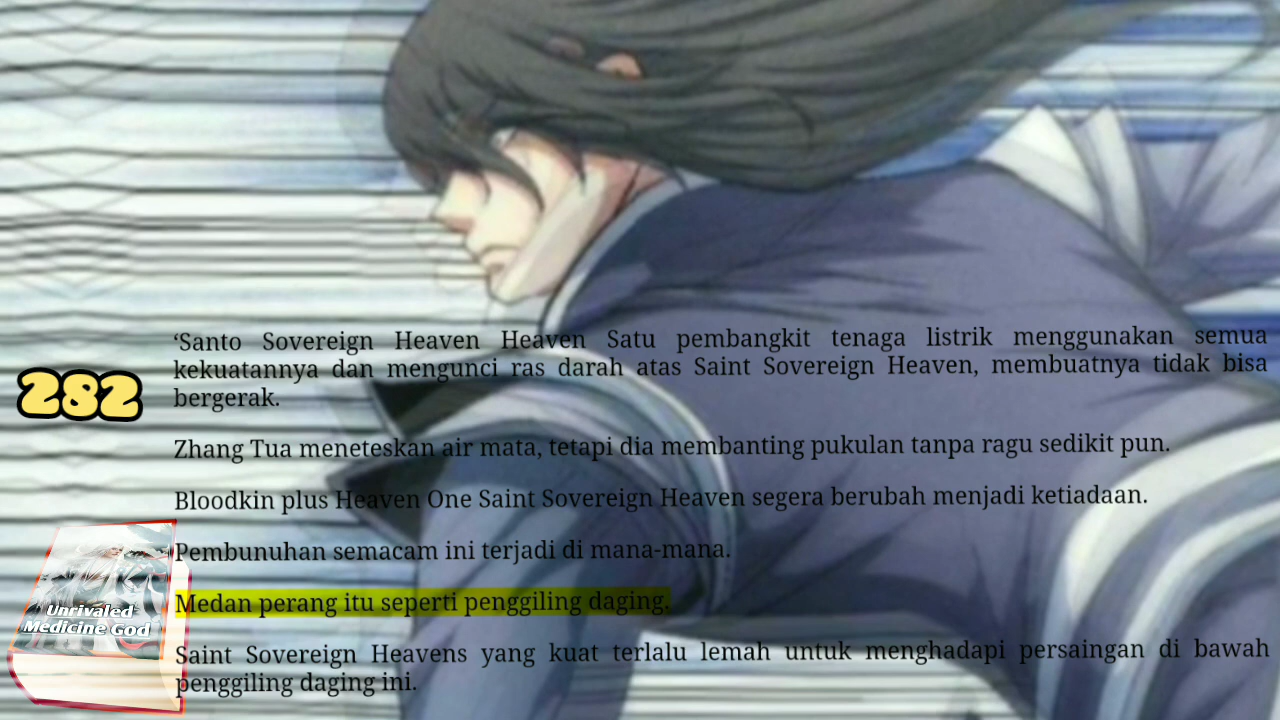 ‘Santo Sovereign Heaven Heaven Satu pembangkit tenaga listrik menggunakan semua
kekuatannya dan mengunci ras darah atas Saint Sovereign Heaven, membuatnya tidak bisa
bergerak.
282
Zhang Tua meneteskan air mata, tetapi dia membanting pukulan tanpa ragu sedikit pun.
Bloodkin plus Heaven One Saint Sovereign Heaven segera berubah menjadi ketiadaan.
Pembunuhan semacam ini terjadi di mana-mana.
Medan perang itu seperti penggiling daging.
Unrivaled
Medicine God
Saint Sovereign Heavens yang kuat terlalu lemah untuk menghadapi persaingan di bawah
penggiling daging ini.